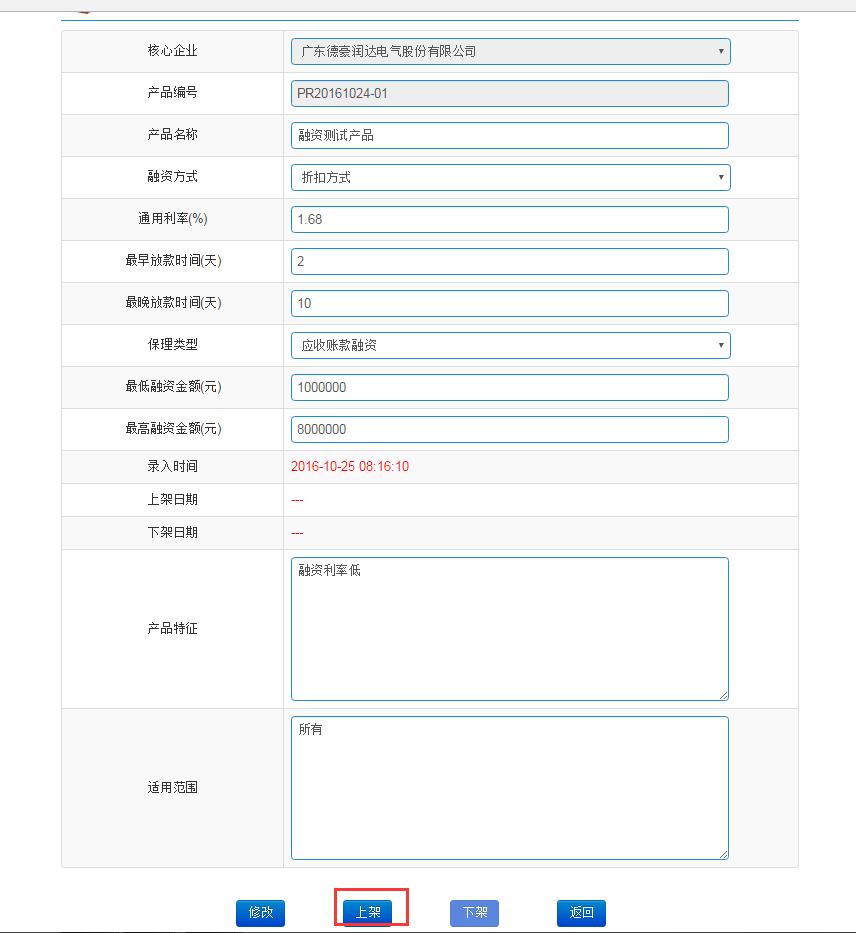 核心企业
广东德豪润达电气股份有限公司
产品编号
PR20161024-01
产品名称
融资测试产品
融资方式
折扣方式
通用利率(%)
1.68
最早放款时间(天)
2
最晚放款时间(天)
10
保理类型
应收账款融资
最低融资金额(元)
1000000
最高融资金额(元)
8000000
录入时间
2016-10-25 08:16:10
上架日期
---
下架日期
---
产品特征
融资利率低
适用范围
所有
修改
上架
下架
返回